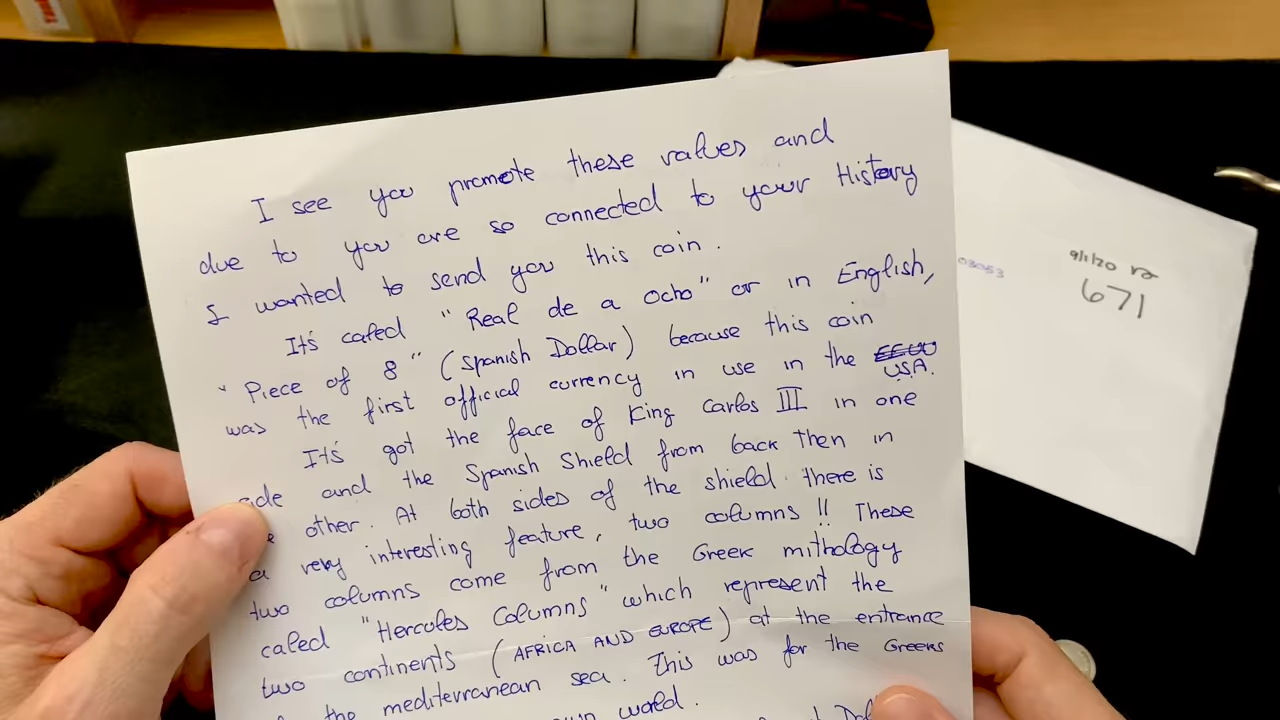 I see you promote these values and
due to you are so connected to your History
I wanted to send you this coin.
It's called "Real de a Ocho" or in English,
"Piece of 8" (Spanish Dollar) because this coin
was the first official currency in use in the EEUU
USA.
It's got the face of King Carlos III in one
side and the Spanish Shield from back then in
other. At both sides of the shield there is
a very interesting feature, two columns!! These
two columns come from the Greek mithology
called "Hercules Columns" which represent the
two continents (AFRICA AND EUROPE) at the entrance
the mediterranean sea. This was for the Greeks
world.
03053
9/1/20
671